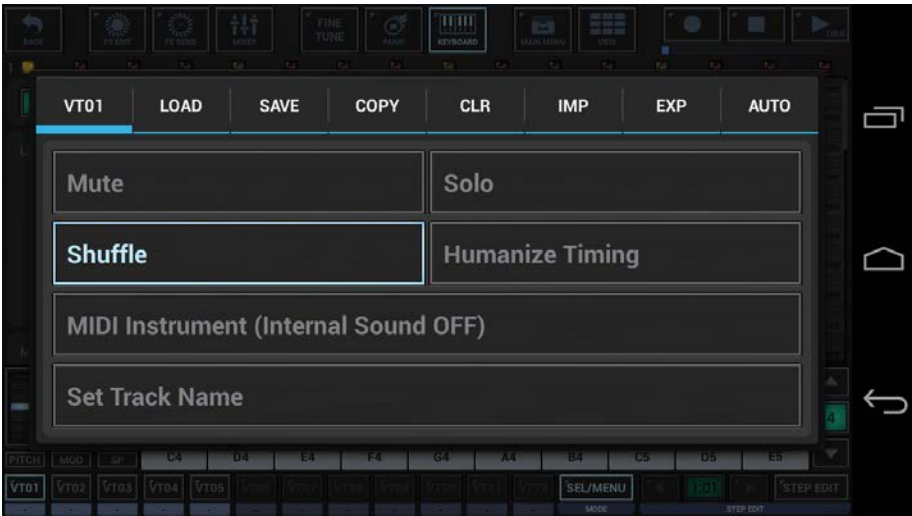 BACK FX EDIT FX SEND MIXER FINE TUNE PANIC KEYBOARD MAIN MENU VIEW
1
VT01 LOAD SAVE COPY CLR IMP EXP AUTO
Mute Solo
Shuffle Humanize Timing
MIDI Instrument (Internal Sound OFF)
Set Track Name
4
PITCH MOD SP C4 D4 E4 F4 G4 A4 B4 C5 D5 E5
VT01 VT02 VT03 VT04 VT05 SEL/MENU 1:01 STEP EDIT
MODE STEP EDIT